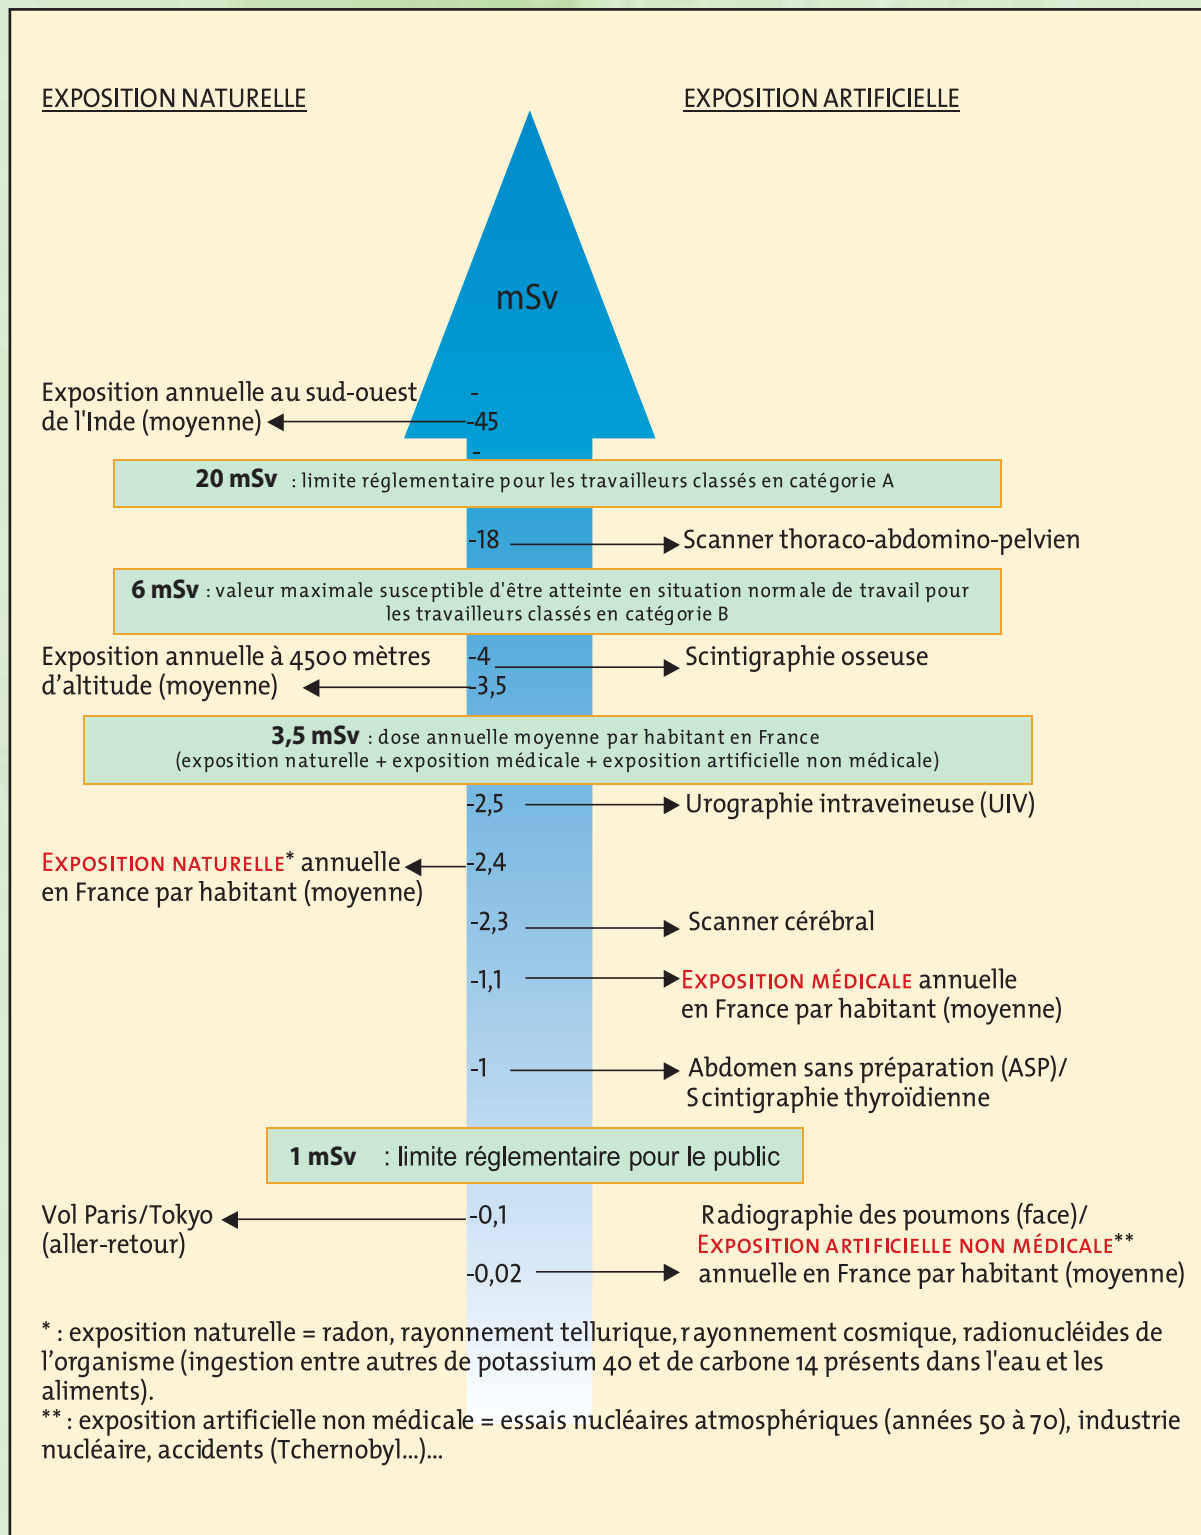 EXPOSITION NATURELLE
EXPOSITION ARTIFICIELLE
mSv
Exposition annuelle au sud-ouest
de l'Inde (moyenne)
-
-45
-
20 mSv : limite réglementaire pour les travailleurs classés en catégorie A
-18
Scanner thoraco-abdomino-pelvien
6 mSv : valeur maximale susceptible d'être atteinte en situation normale de travail pour
les travailleurs classés en catégorie B
Exposition annuelle à 4500 mètres
d'altitude (moyenne)
-4
Scintigraphie osseuse
-3,5
3,5 mSv : dose annuelle moyenne par habitant en France
(exposition naturelle + exposition médicale + exposition artificielle non médicale)
-2,5
Urographie intraveineuse (UIV)
EXPOSITION NATURELLE* annuelle
en France par habitant (moyenne)
-2,4
-2,3
Scanner cérébral
-1,1
EXPOSITION MÉDICALE annuelle
en France par habitant (moyenne)
-1
Abdomen sans préparation (ASP)/
Scintigraphie thyroïdienne
1 mSv : limite réglementaire pour le public
Vol Paris/Tokyo
(aller-retour)
-0,1
-0,02
Radiographie des poumons (face)/
EXPOSITION ARTIFICIELLE NON MÉDICALE**
annuelle en France par habitant (moyenne)
* : exposition naturelle = radon, rayonnement tellurique, rayonnement cosmique, radionucléides de
l'organisme (ingestion entre autres de potassium 40 et de carbone 14 présents dans l'eau et les
aliments).
** : exposition artificielle non médicale = essais nucléaires atmosphériques (années 50 à 70), industrie
nucléaire, accidents (Tchernobyl...)...